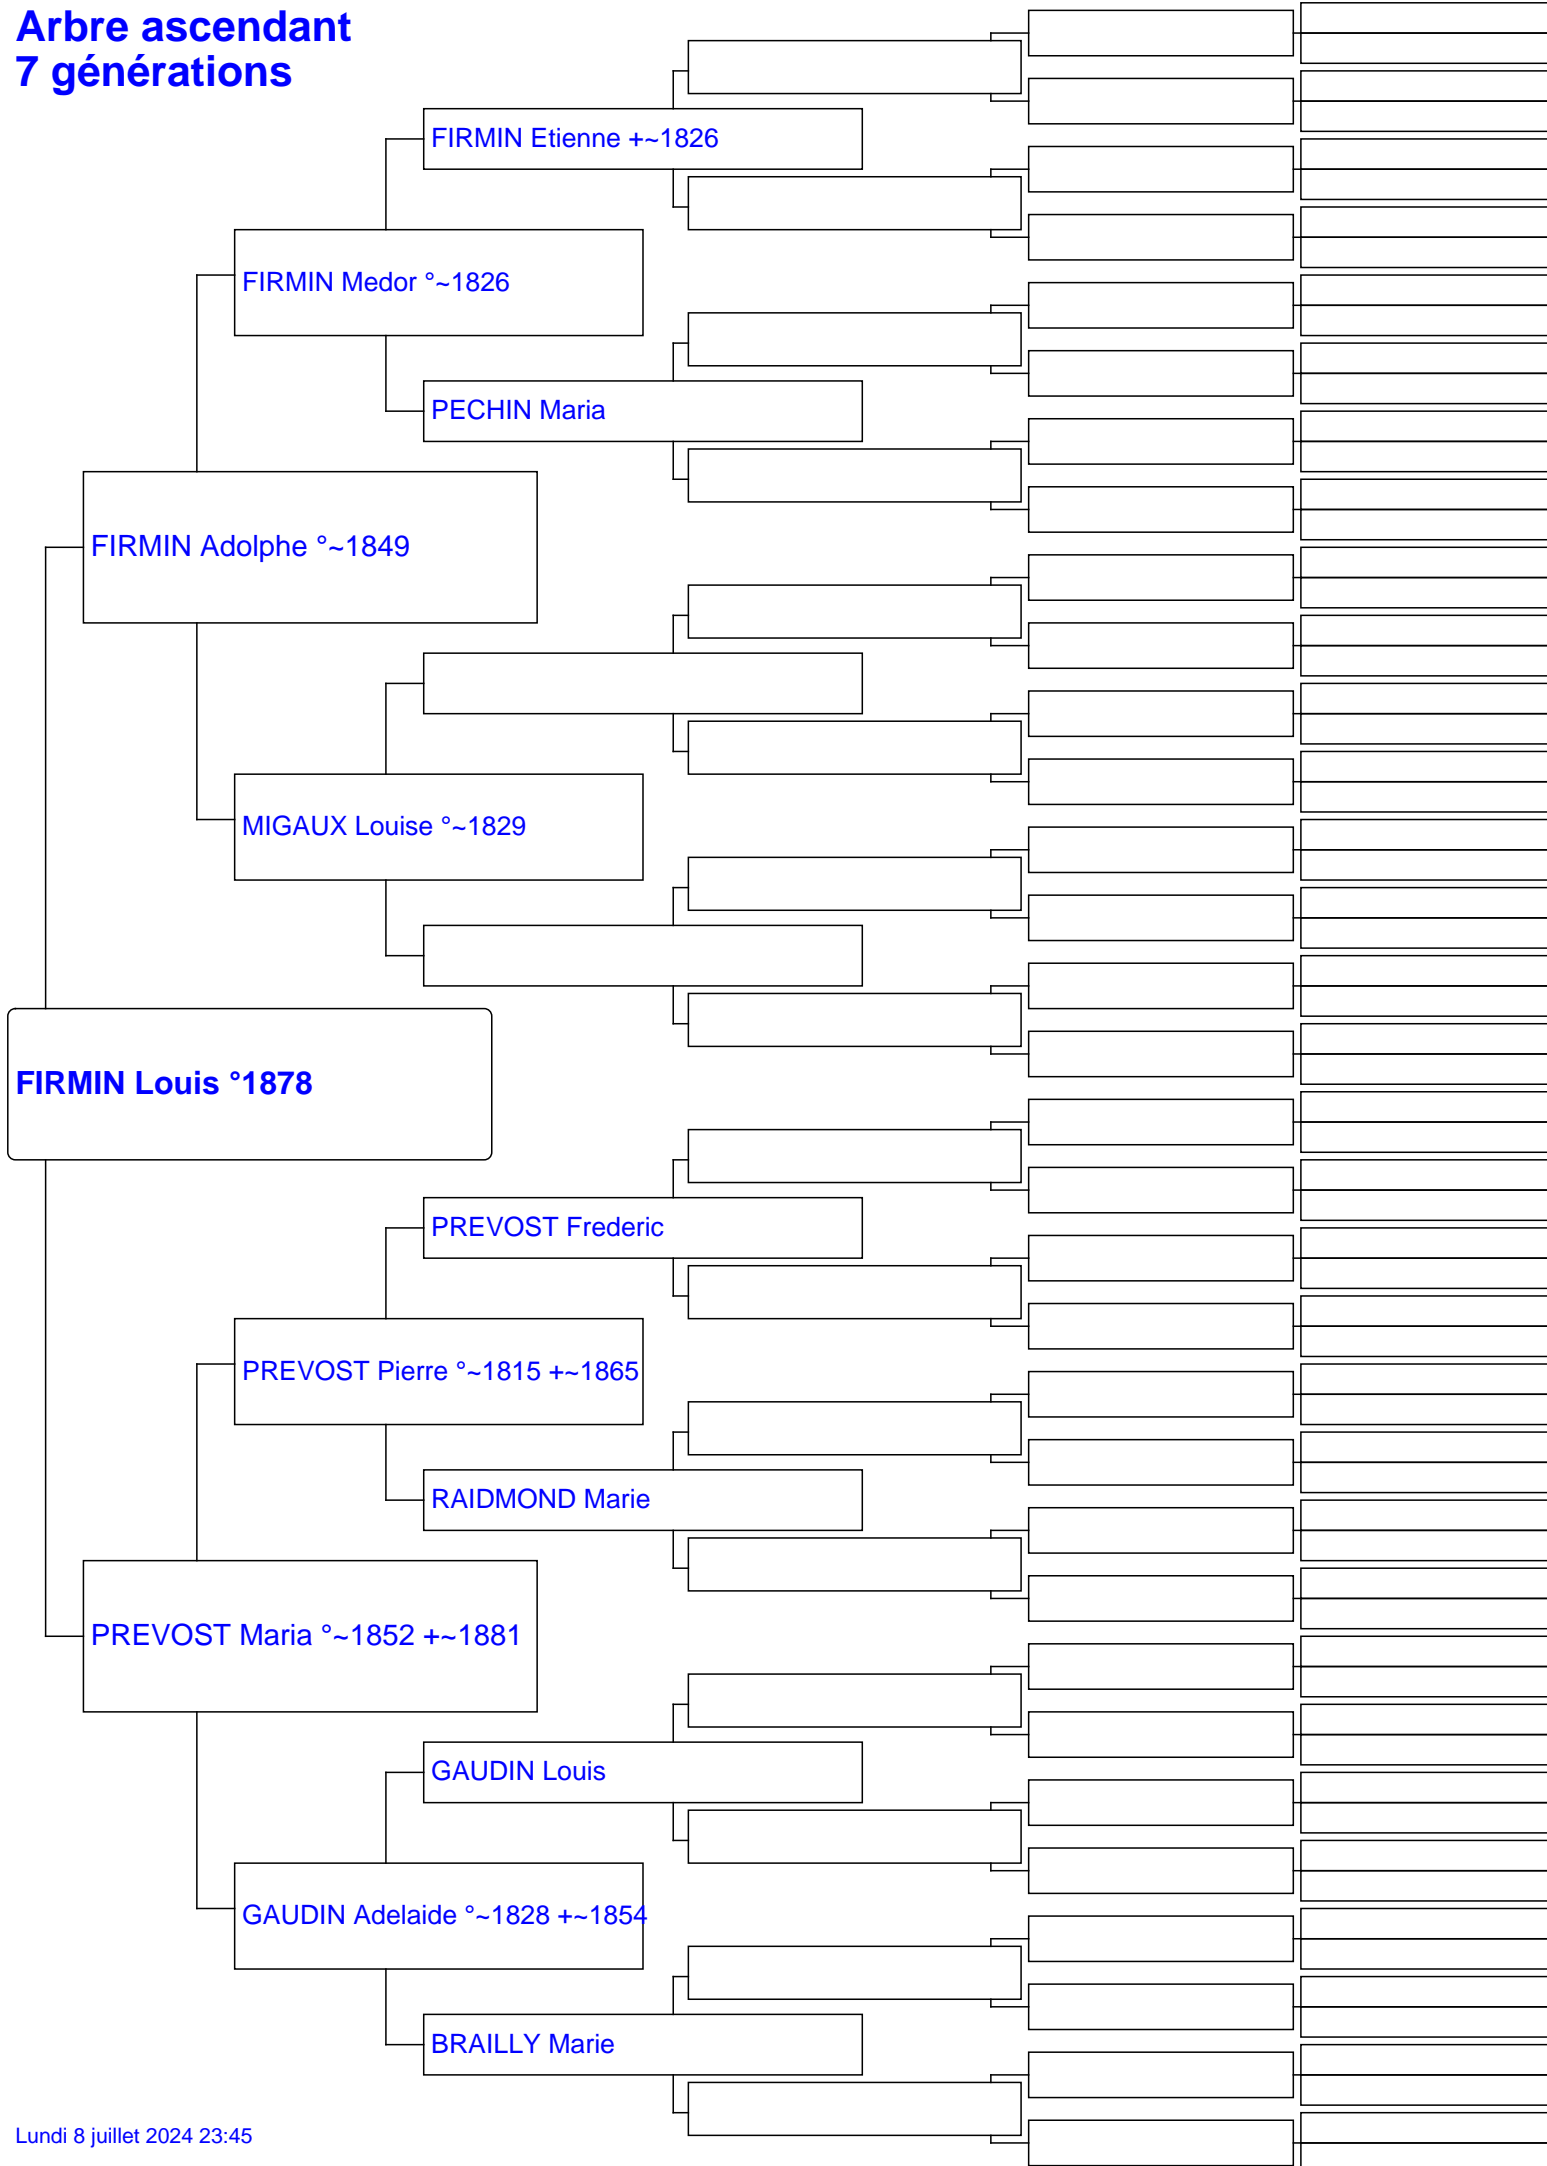 Arbre ascendant
7 générations
FIRMIN Etienne +~1826
FIRMIN Medor °~1826
PECHIN Maria
FIRMIN Adolphe °~1849
MIGAUX Louise °~1829
FIRMIN Louis °1878
PREVOST Frederic
PREVOST Pierre °~1815 +~1865
RAIDMOND Marie
PREVOST Maria °~1852 +~1881
GAUDIN Louis
GAUDIN Adelaide °~1828 +~1854
BRAILLY Marie
Lundi 8 juillet 2024 23:45